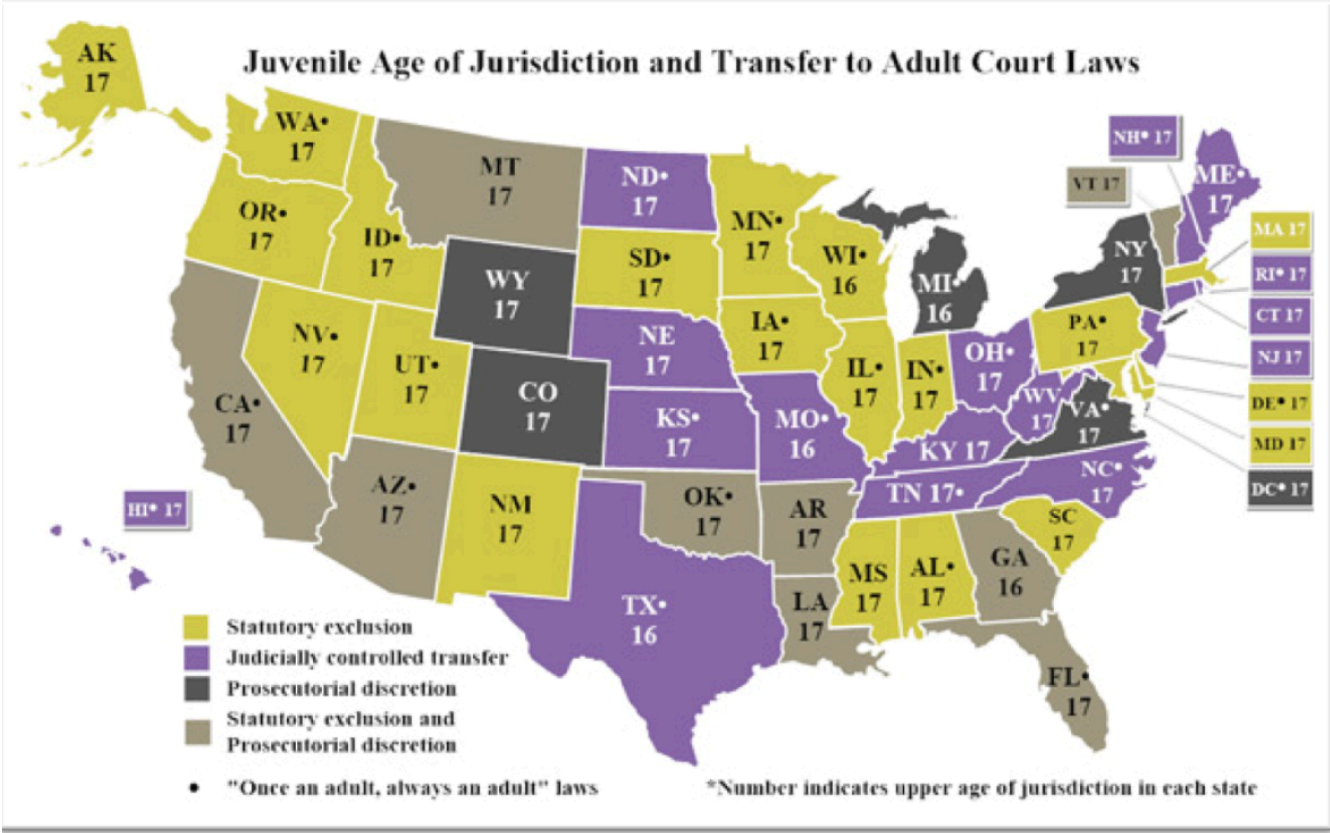 Juvenile Age of Jurisdiction and Transfer to Adult Court Laws
AK
17
WA•
17
OR•
17
ID•
17
MT
17
ND•
17
MN•
17
WI•
16
MI•
16
NY
17
VT 17
NH• 17
ME•
17
MA 17
RI• 17
CT 17
NJ 17
DE• 17
MD 17
DC• 17
WY
17
SD•
17
IA•
17
NE
17
NV•
17
UT•
17
CO
17
CA•
17
KS•
17
MO•
16
IL•
17
IN•
17
OH•
17
PA•
17
WV
17
VA•
17
KY 17
TN 17•
NC•
17
AZ•
17
NM
17
OK•
17
AR
17
SC
17
MS
17
AL•
17
GA
16
LA
17
TX•
16
FL•
17
HI• 17
Statutory exclusion
Judicially controlled transfer
Prosecutorial discretion
Statutory exclusion and
Prosecutorial discretion
• "Once an adult, always an adult" laws
*Number indicates upper age of jurisdiction in each state